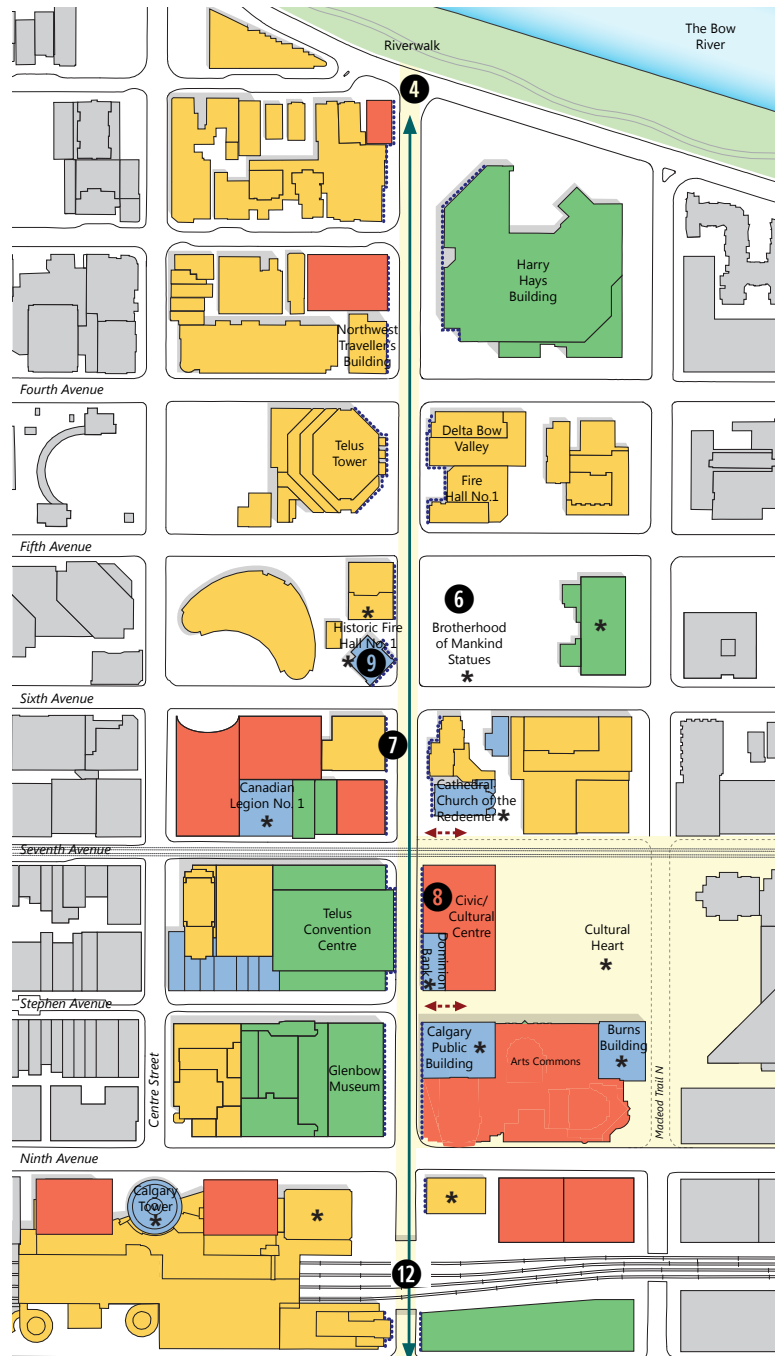 The Bow
River
Riverwalk
4
Harry
Hays
Building
Northwest
Traveller's
Building
Fourth Avenue
Telus
Tower
Delta Bow
Valley
Fire
Hall No.1
Fifth Avenue
6
Brotherhood
of Mankind
Statues
*
*
*
Historic Fire
Hall No. 1
*
9
Sixth Avenue
7
Canadian
Legion No. 1
*
Cathedral
Church of the
Redeemer*
Seventh Avenue
Telus
Convention
Centre
8
Civic/
Cultural
Centre
Dominion
Bank
*
Cultural
Heart
*
Stephen Avenue
Centre Street
Glenbow
Museum
Calgary
Public *
Building
Arts Commons
Burns
Building
*
Macleod Trail N
Ninth Avenue
Calgary
Tower
*
*
*
12